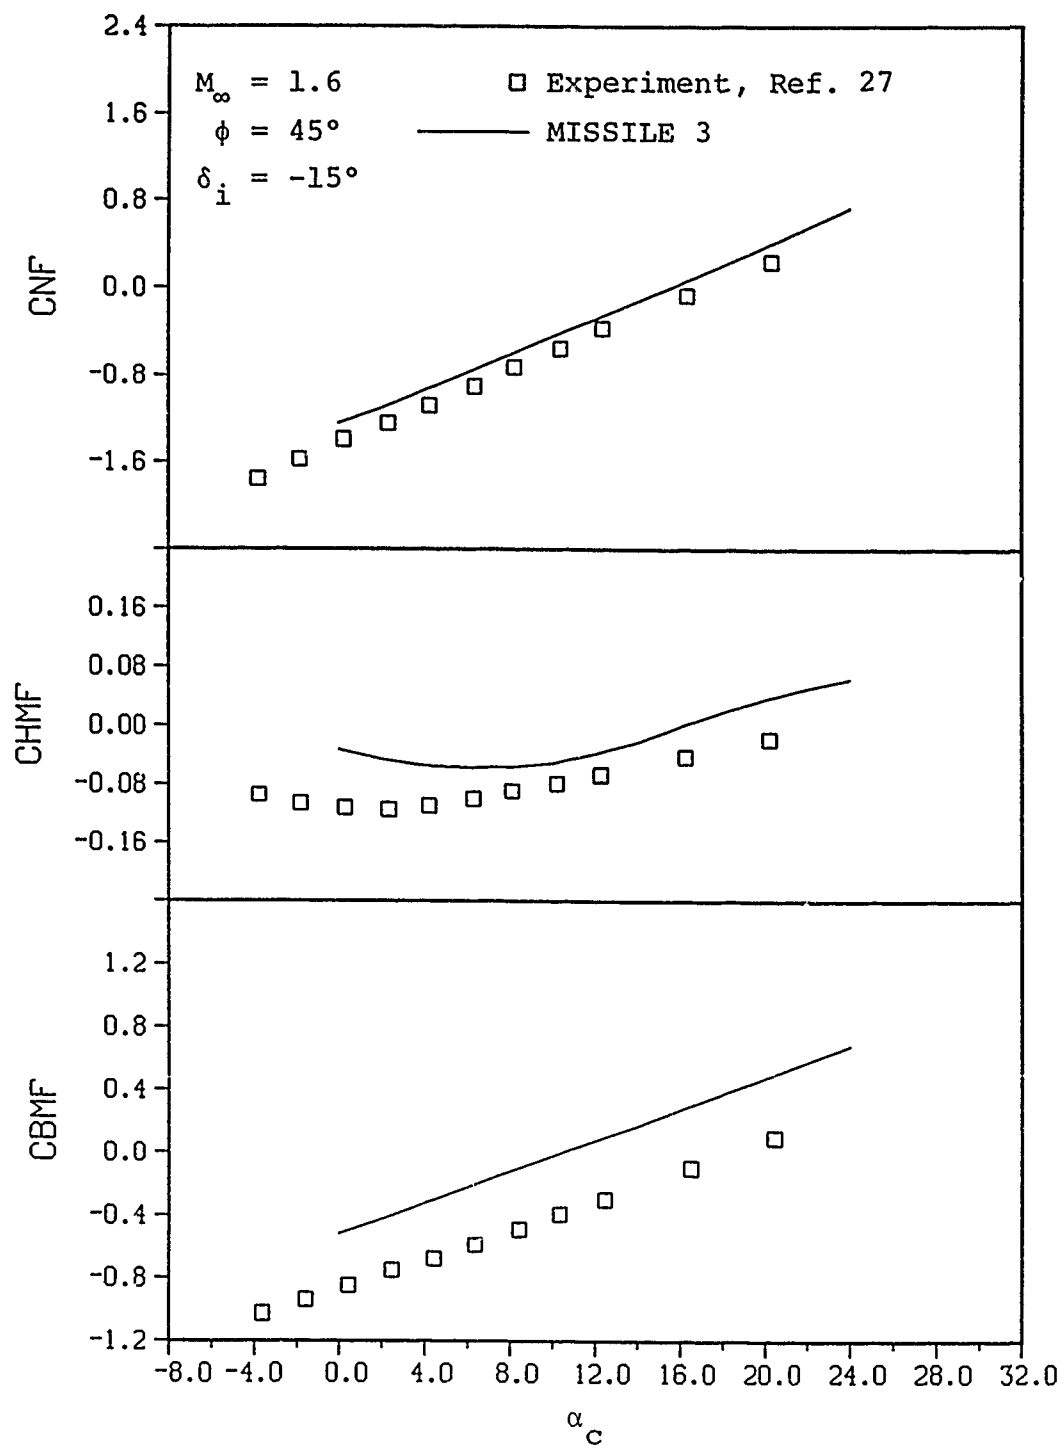 2.4
M∞ = 1.6
□ Experiment, Ref. 27
1.6
ϕ = 45°
MISSILE 3
δi = -15°
0.8
CNF
0.0
-0.8
-1.6
0.16
0.08
CHMF
0.00
-0.08
-0.16
1.2
0.8
0.4
CBMF
0.0
-0.4
-0.8
-1.2
-8.0 -4.0 0.0 4.0 8.0 12.0 16.0 20.0 24.0 28.0 32.0
αc